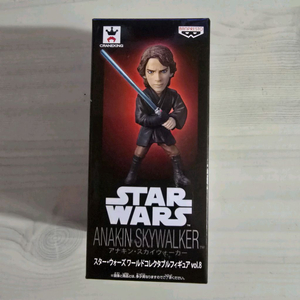 CRANEKING
BANPRESTO
STAR
WARS
ANAKIN SKYWALKER™
アナキン・スカイウォーカー
スター・ウォーズ ワールドコレクタブルフィギュア vol.8